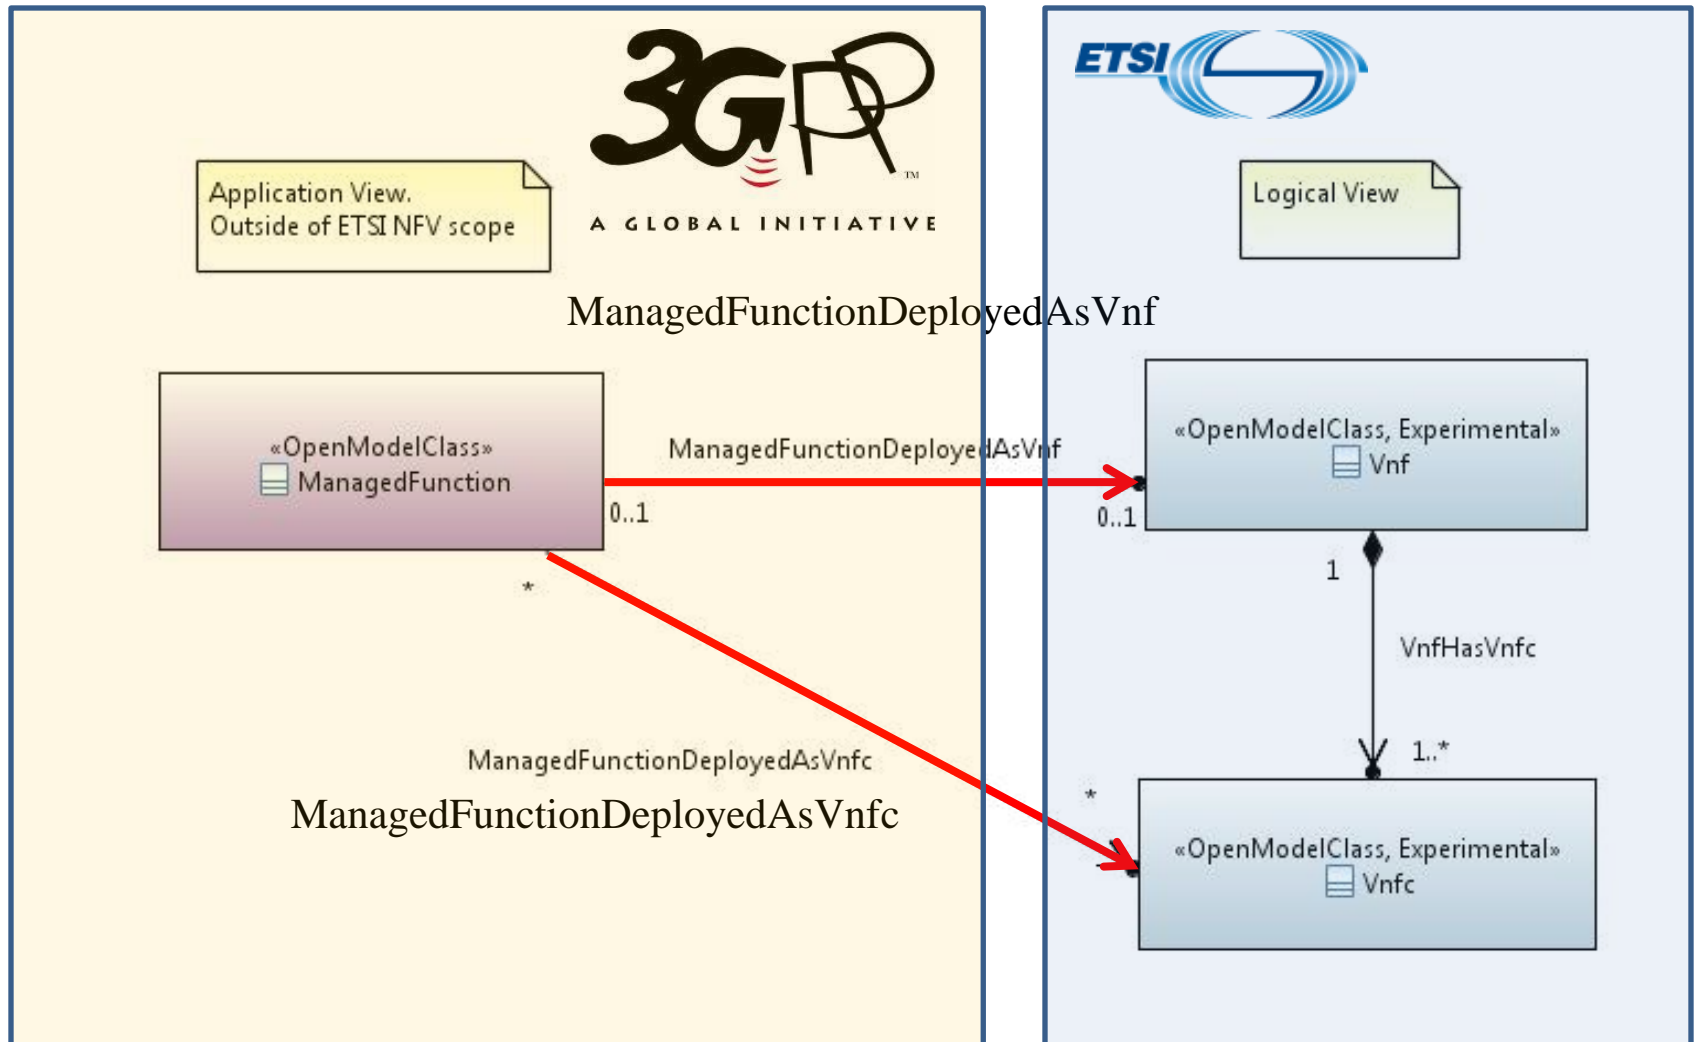 3GPP
TM
A GLOBAL INITIATIVE
Application View.
Outside of ETSI NFV scope
ETSI
Logical View
ManagedFunctionDeployedAsVnf
«OpenModelClass»
ManagedFunction
ManagedFunctionDeployedAsVnf
0..1
0..1
*
«OpenModelClass, Experimental»
Vnf
1
VnfHasVnfc
1..*
ManagedFunctionDeployedAsVnfc
ManagedFunctionDeployedAsVnfc
*
«OpenModelClass, Experimental»
Vnfc